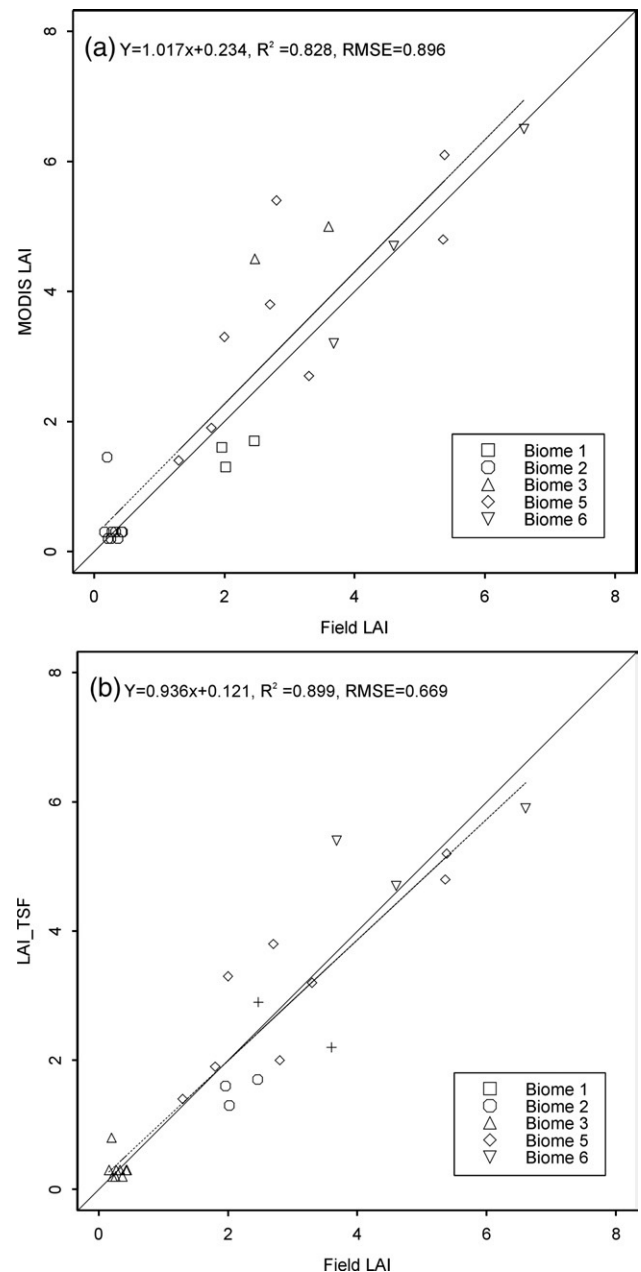 (a) Y=1.017x+0.234, R² =0.828, RMSE=0.896
8
6
4
2
0
MODIS LAI
Biome 1
Biome 2
Biome 3
Biome 5
Biome 6
0 2 4 6 8
Field LAI
(b) Y=0.936x+0.121, R² =0.899, RMSE=0.669
8
6
4
2
0
LAI_TSF
Biome 1
Biome 2
Biome 3
Biome 5
Biome 6
0 2 4 6 8
Field LAI